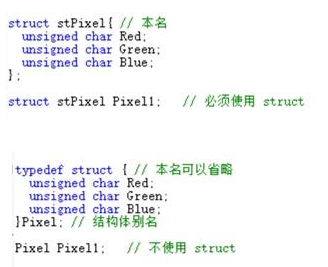 struct stPixel{ // 本名
unsigned char Red;
unsigned char Green;
unsigned char Blue;
};
struct stPixel Pixel1; // 必须使用 struct
typedef struct { // 本名可以省略
unsigned char Red;
unsigned char Green;
unsigned char Blue;
}Pixel; // 结构体别名
Pixel Pixel1; // 不使用 struct